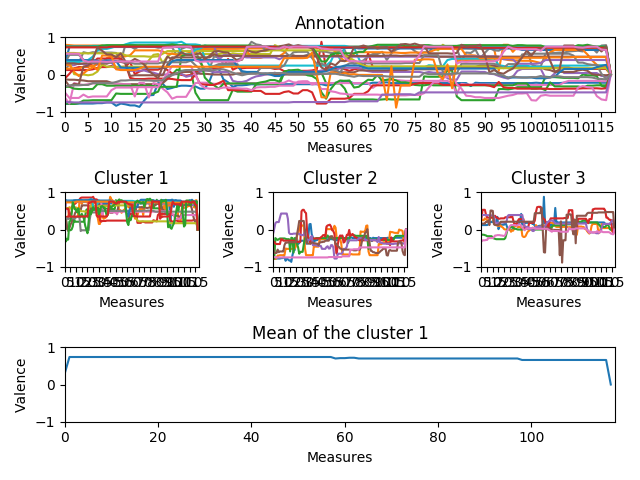 Annotation
Valence
1
0
−1
0 5 10 15 20 25 30 35 40 45 50 55 60 65 70 75 80 85 90 95 100 105 110 115
Measures
Cluster 1 Cluster 2 Cluster 3
Valence Valence Valence
1 1 1
0 0 0
−1 −1 −1
Measures Measures Measures
Mean of the cluster 1
Valence
1
0
−1
0 20 40 60 80 100
Measures